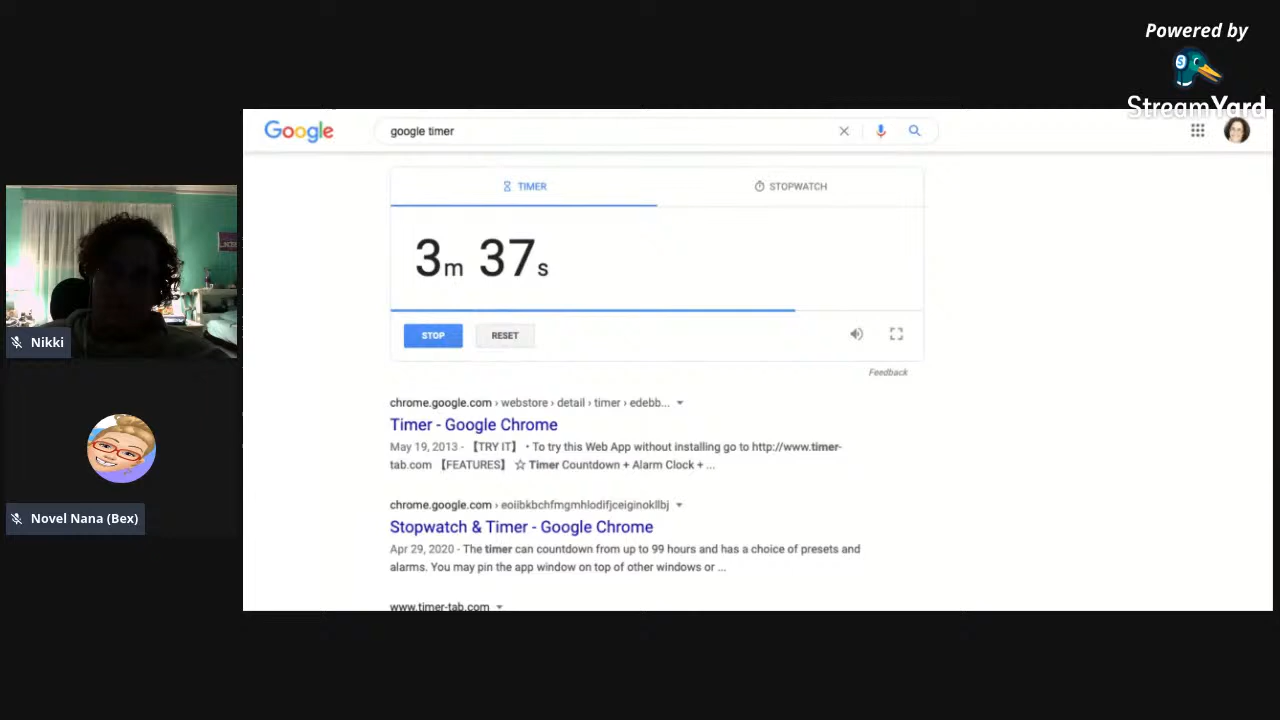 Powered by
StreamYard
Google
google timer
TIMER
STOPWATCH
3m 37s
STOP
RESET
Feedback
chrome.google.com › webstore › detail › timer › edebb...
Timer - Google Chrome
May 19, 2013 - 【TRY IT】 • To try this Web App without installing go to http://www.timer-
tab.com 【FEATURES】 ☆ Timer Countdown + Alarm Clock + ...
chrome.google.com › eoiibkbchfmgmhlodifjceiginokllbj
Stopwatch & Timer - Google Chrome
Apr 29, 2020 - The timer can countdown from up to 99 hours and has a choice of presets and
alarms. You may pin the app window on top of other windows or ...
www.timer-tab.com
Nikki
Novel Nana (Bex)